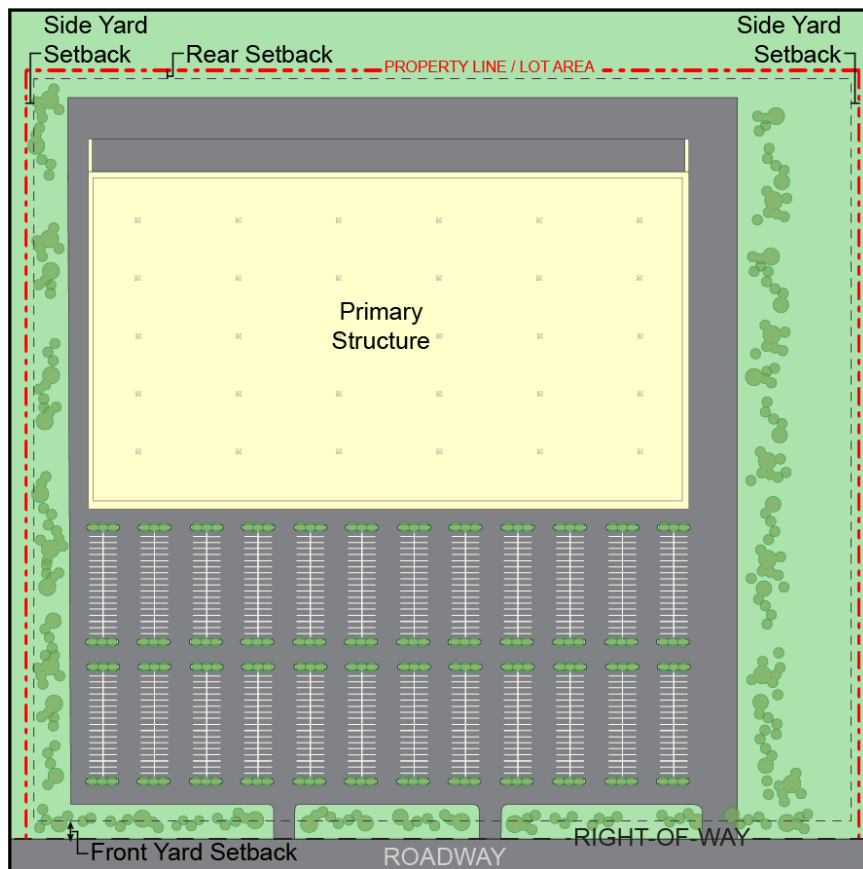 Side Yard
Setback
Rear Setback
PROPERTY LINE / LOT AREA
Side Yard
Setback
Primary
Structure
RIGHT-OF-WAY
Front Yard Setback
ROADWAY